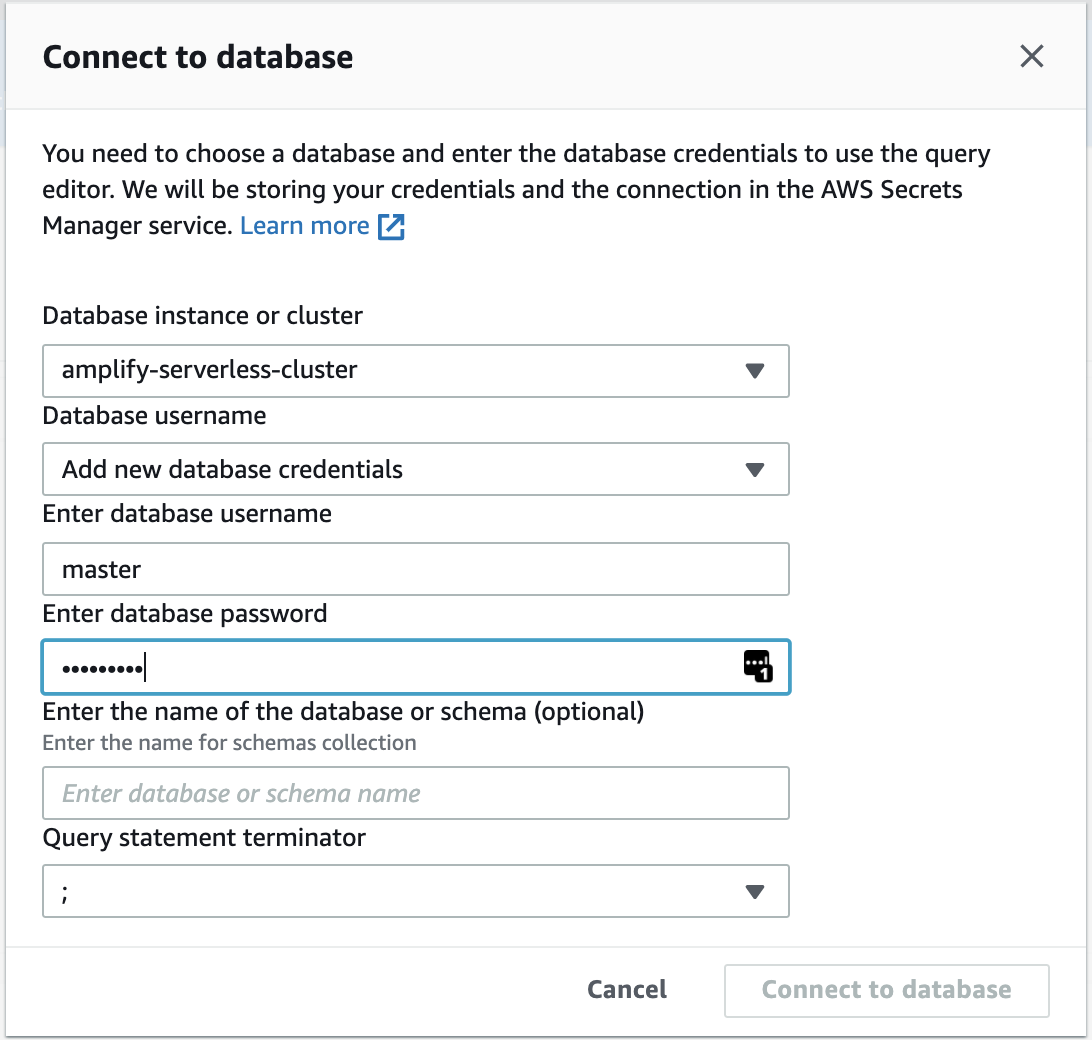 Connect to database
You need to choose a database and enter the database credentials to use the query
editor. We will be storing your credentials and the connection in the AWS Secrets
Manager service. Learn more
Database instance or cluster
amplify-serverless-cluster
Database username
Add new database credentials
Enter database username
master
Enter database password
•••••••••
1
Enter the name of the database or schema (optional)
Enter the name for schemas collection
Enter database or schema name
Query statement terminator
;
Cancel
Connect to database